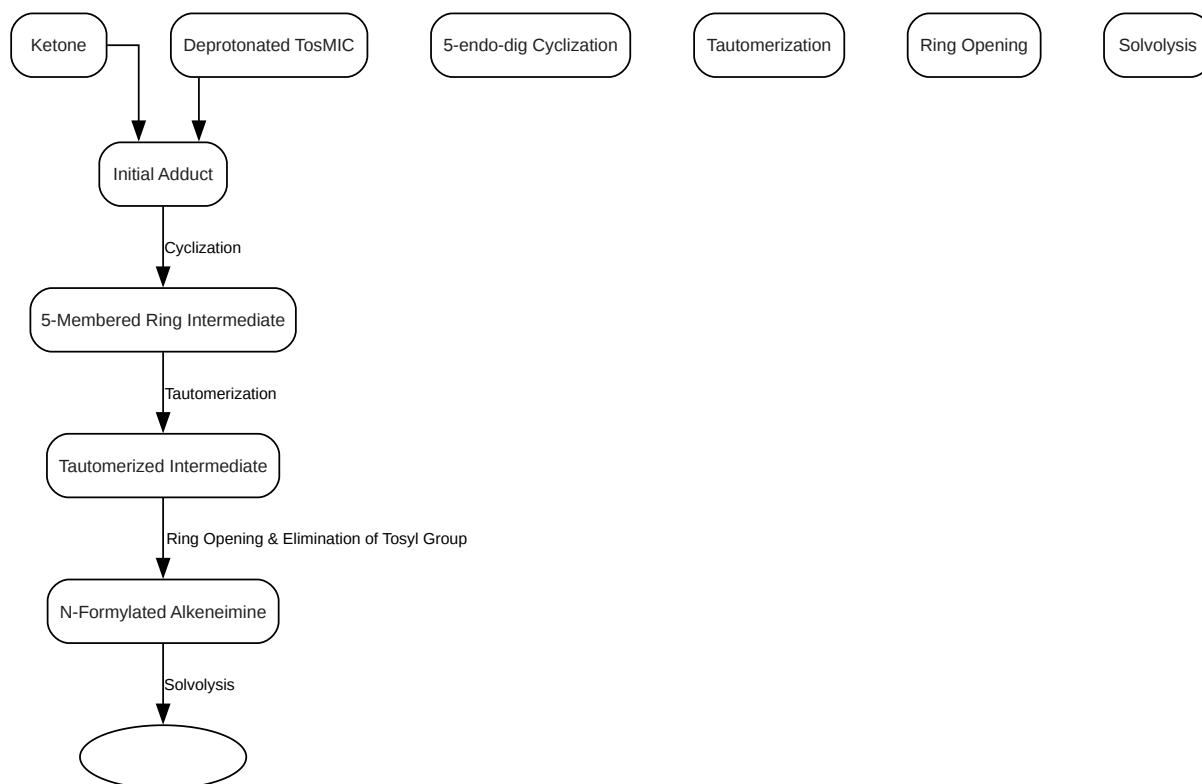 Ketone
Deprotonated TosMIC
5-endo-dig Cyclization
Tautomerization
Ring Opening
Solvolysis
Initial Adduct
Cyclization
5-Membered Ring Intermediate
Tautomerization
Tautomerized Intermediate
Ring Opening & Elimination of Tosyl Group
N-Formylated Alkeneimine
Solvolysis